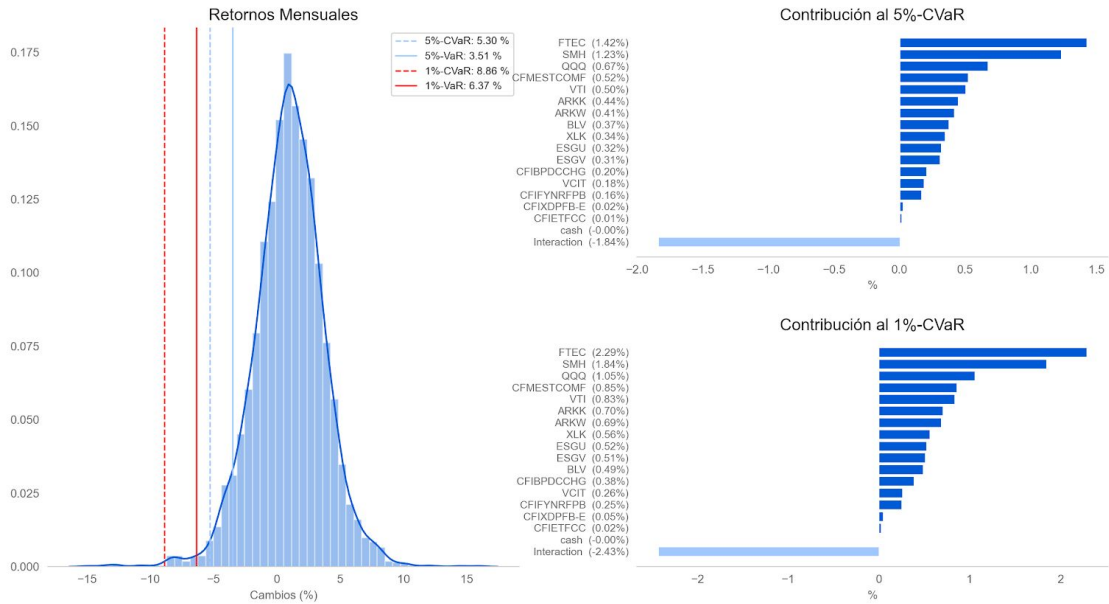 Retornos Mensuales
5%-CVaR: 5.30 %
5%-VaR: 3.51 %
1%-CVaR: 8.86 %
1%-VaR: 6.37 %
0.175
0.150
0.125
0.100
0.075
0.050
0.025
0.000
−15
−10
−5
0
5
10
15
Cambios (%)
Contribución al 5%-CVaR
FTEC (1.42%)
SMH (1.23%)
QQQ (0.67%)
CFMESTCOMF (0.52%)
VTI (0.50%)
ARKK (0.44%)
ARKW (0.41%)
BLV (0.37%)
XLK (0.34%)
ESGU (0.32%)
ESGV (0.31%)
CFIBPDCCHG (0.20%)
VCIT (0.18%)
CFIFYNRFPB (0.16%)
CFIXDPFB-E (0.02%)
CFIETFCC (0.01%)
cash (-0.00%)
Interaction (-1.84%)
−2.0
−1.5
−1.0
−0.5
0.0
0.5
1.0
1.5
%
Contribución al 1%-CVaR
FTEC (2.29%)
SMH (1.84%)
QQQ (1.05%)
CFMESTCOMF (0.85%)
VTI (0.83%)
ARKK (0.70%)
ARKW (0.69%)
XLK (0.56%)
ESGU (0.52%)
ESGV (0.51%)
BLV (0.49%)
CFIBPDCCHG (0.38%)
VCIT (0.26%)
CFIFYNRFPB (0.25%)
CFIXDPFB-E (0.05%)
CFIETFCC (0.02%)
cash (-0.00%)
Interaction (-2.43%)
−2
−1
0
1
2
%